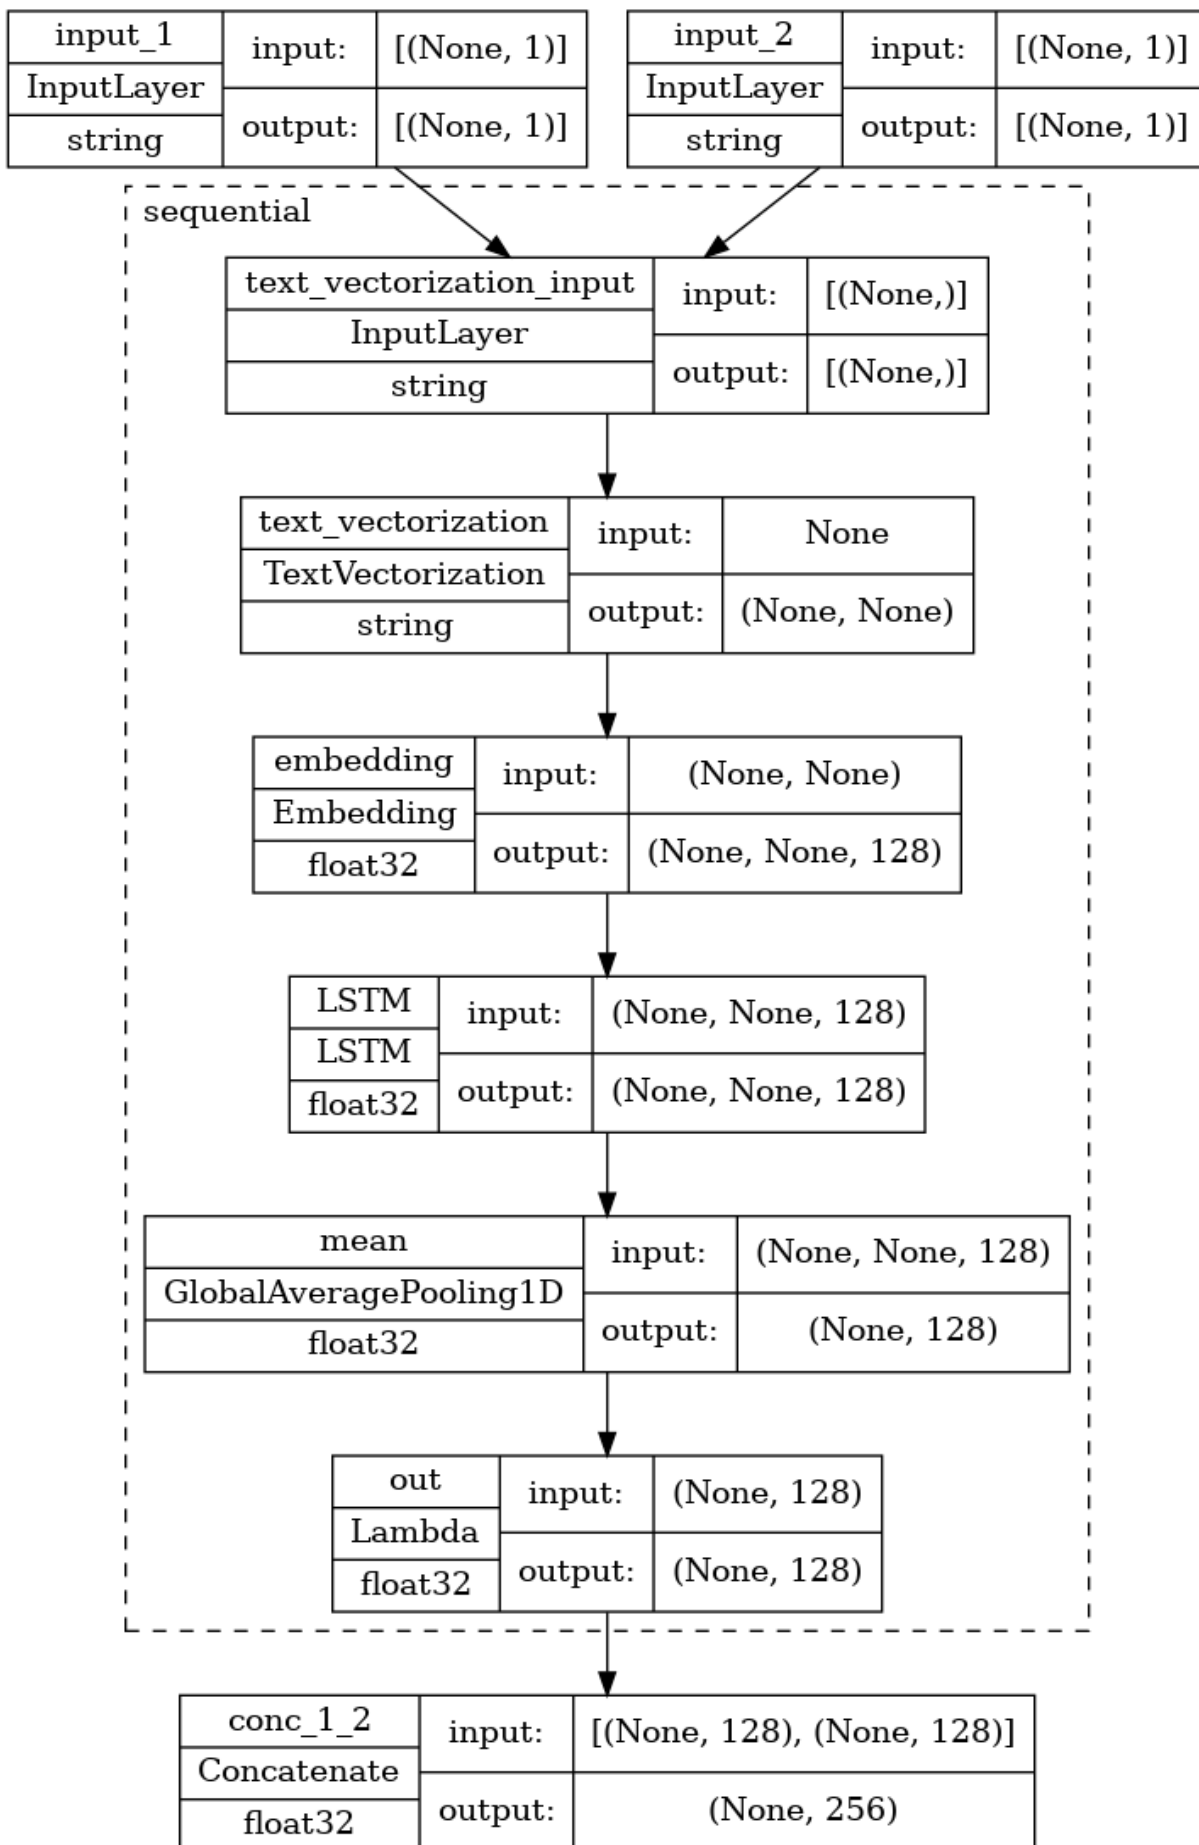 input_1
InputLayer
string
input:
[(None, 1)]
output:
[(None, 1)]
input_2
InputLayer
string
input:
[(None, 1)]
output:
[(None, 1)]
sequential
text_vectorization_input
InputLayer
string
input:
[(None,)]
output:
[(None,)]
text_vectorization
TextVectorization
string
input:
None
output:
(None, None)
embedding
Embedding
float32
input:
(None, None)
output:
(None, None, 128)
LSTM
LSTM
float32
input:
(None, None, 128)
output:
(None, None, 128)
mean
GlobalAveragePooling1D
float32
input:
(None, None, 128)
output:
(None, 128)
out
Lambda
float32
input:
(None, 128)
output:
(None, 128)
conc_1_2
Concatenate
float32
input:
[(None, 128), (None, 128)]
output:
(None, 256)